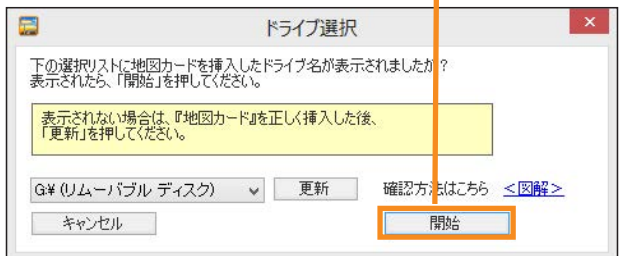 ドライブ選択
下の選択リストに地図カードを挿入したドライブ名が表示されましたか?
表示されたら、「開始」を押してください。
表示されない場合は、『地図カード』を正しく挿入した後、
「更新」を押してください。
G:¥ (リムーバブル ディスク) 更新 確認方法はこちら <図解>
キャンセル 開始